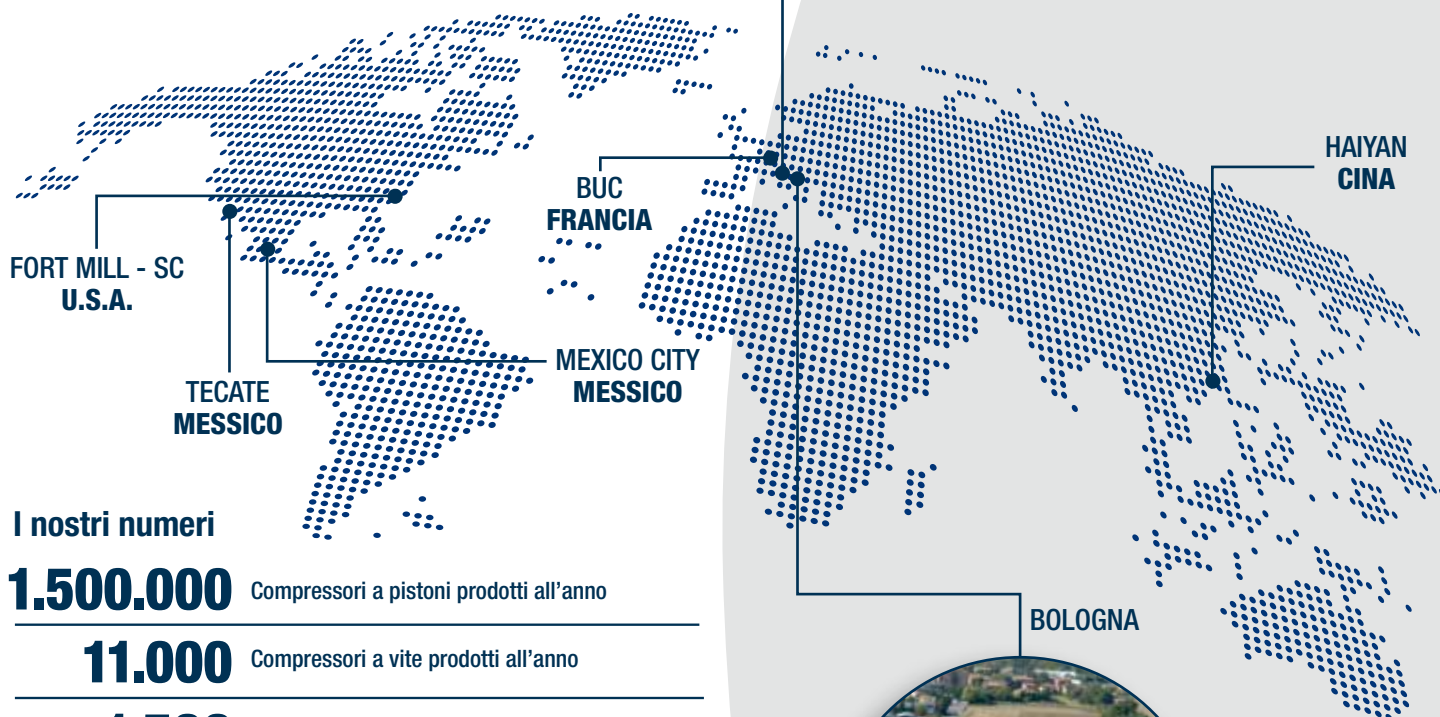 HAIYAN
CINA
BUC
FRANCIA
FORT MILL - SC
U.S.A.
MEXICO CITY
MESSICO
TECATE
MESSICO
I nostri numeri
1.500.000 Compressori a pistoni prodotti all’anno
BOLOGNA
11.000 Compressori a vite prodotti all’anno